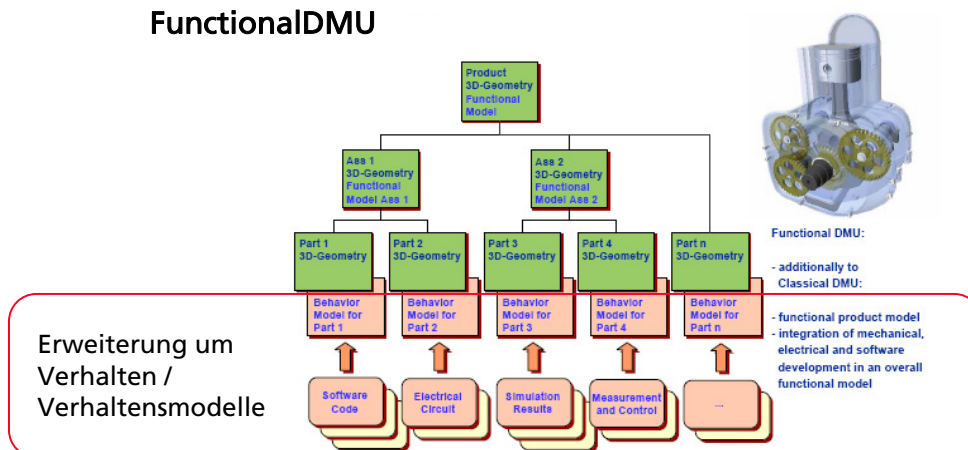 FunctionalDMU
Product
3D-Geometry
Functional
Model
Ass 1
3D-Geometry
Functional
Model Ass 1
Ass 2
3D-Geometry
Functional
Model Ass 2
Part 1
3D-Geometry
Part 2
3D-Geometry
Part 3
3D-Geometry
Part 4
3D-Geometry
Part n
3D-Geometry
Behavior
Model for
Part 1
Behavior
Model for
Part 2
Behavior
Model for
Part 3
Behavior
Model for
Part 4
Behavior
Model for
Part n
Software
Code
Electrical
Circuit
Simulation
Results
Measurement
and Control
...
Functional DMU:
- additionally to
Classical DMU:
- functional product model
- integration of mechanical,
electrical and software
development in an overall
functional model
Erweiterung um
Verhalten /
Verhaltensmodelle